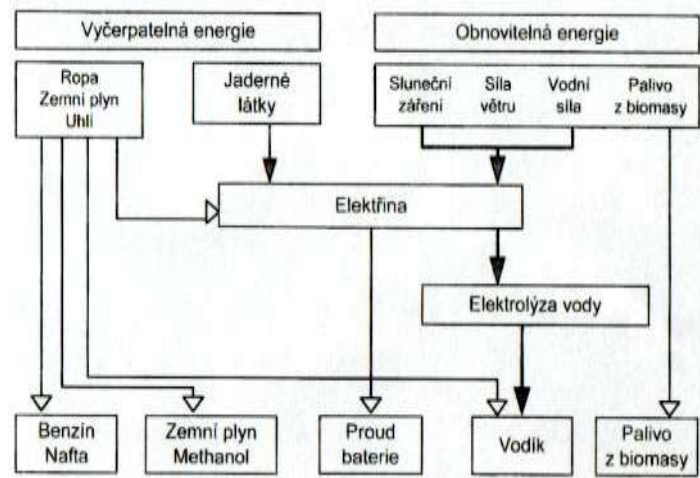 Vyčerpatelná energie
Obnovitelná energie
Ropa
Zemní plyn
Uhlí
Jaderné
látky
Sluneční
záření
Síla
větru
Vodní
síla
Palivo
z biomasy
Elektřina
Elektrolýza vody
Benzín
Nafta
Zemní plyn
Methanol
Proud
baterie
Vodík
Palivo
z biomasy